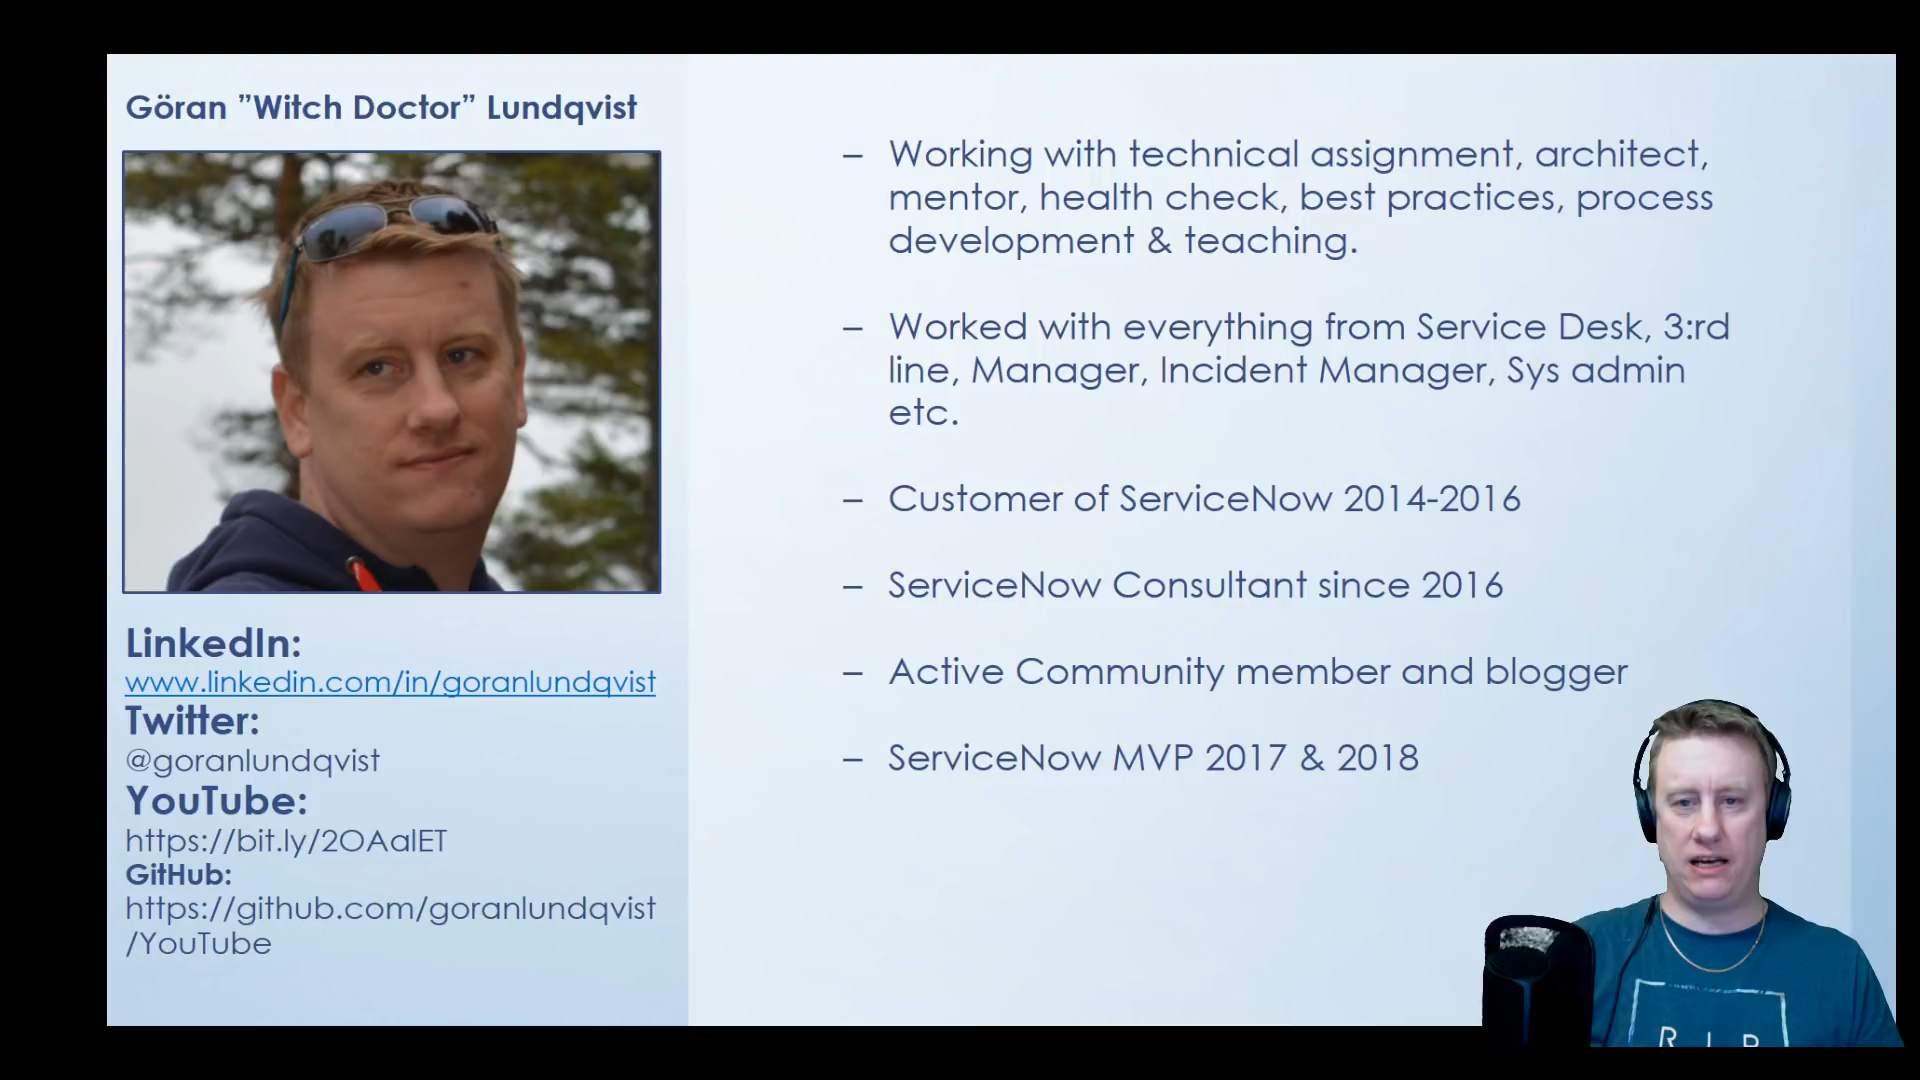 Göran ”Witch Doctor” Lundqvist
LinkedIn:
www.linkedin.com/in/goranlundqvist
Twitter:
@goranlundqvist
YouTube:
https://bit.ly/2OAalET
GitHub:
https://github.com/goranlundqvist
/YouTube
– Working with technical assignment, architect,
mentor, health check, best practices, process
development & teaching.
– Worked with everything from Service Desk, 3:rd
line, Manager, Incident Manager, Sys admin
etc.
– Customer of ServiceNow 2014-2016
– ServiceNow Consultant since 2016
– Active Community member and blogger
– ServiceNow MVP 2017 & 2018
R I P